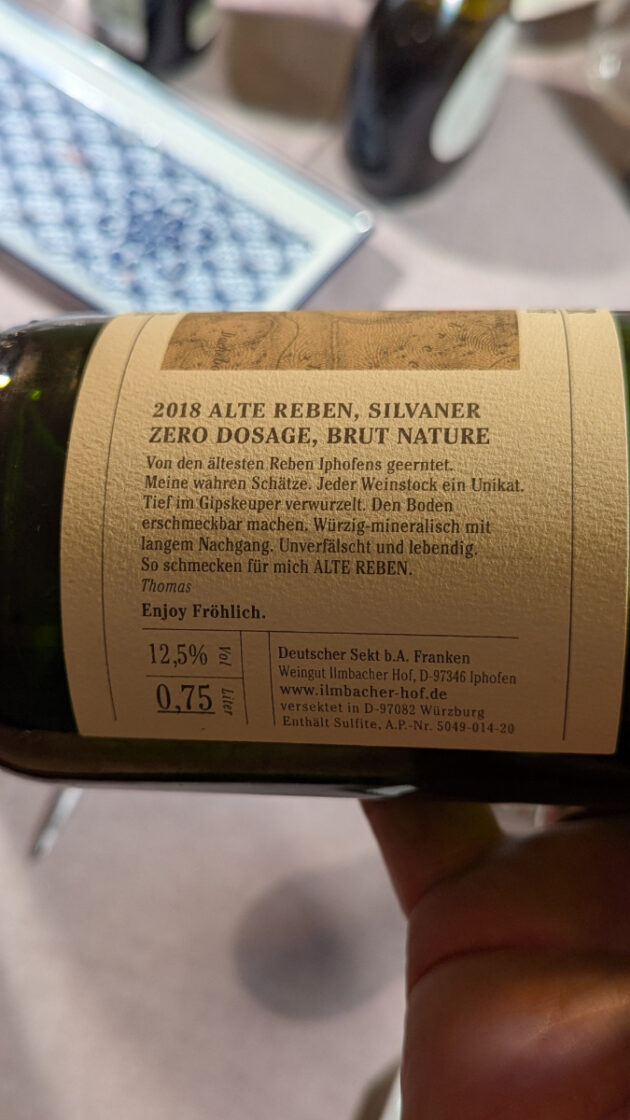 2018 ALTE REBEN, SILVANER
ZERO DOSAGE, BRUT NATURE
Von den ältesten Reben Iphofens geerntet.
Meine wahren Schätze. Jeder Weinstock ein Unikat.
Tief im Gipskeuper verwurzelt. Den Boden
erschmeckbar machen. Würzig-mineralisch mit
langem Nachgang. Unverfälscht und lebendig.
So schmecken für mich ALTE REBEN.
Thomas
Enjoy Fröhlich.
12,5% Vol
0,75 Liter
Deutscher Sekt b.A. Franken
Weingut Ilmbacher Hof, D-97346 Iphofen
www.ilmbacher-hof.de
versektet in D-97082 Würzburg
Enthält Sulfite, A.P.-Nr. 5049-014-20